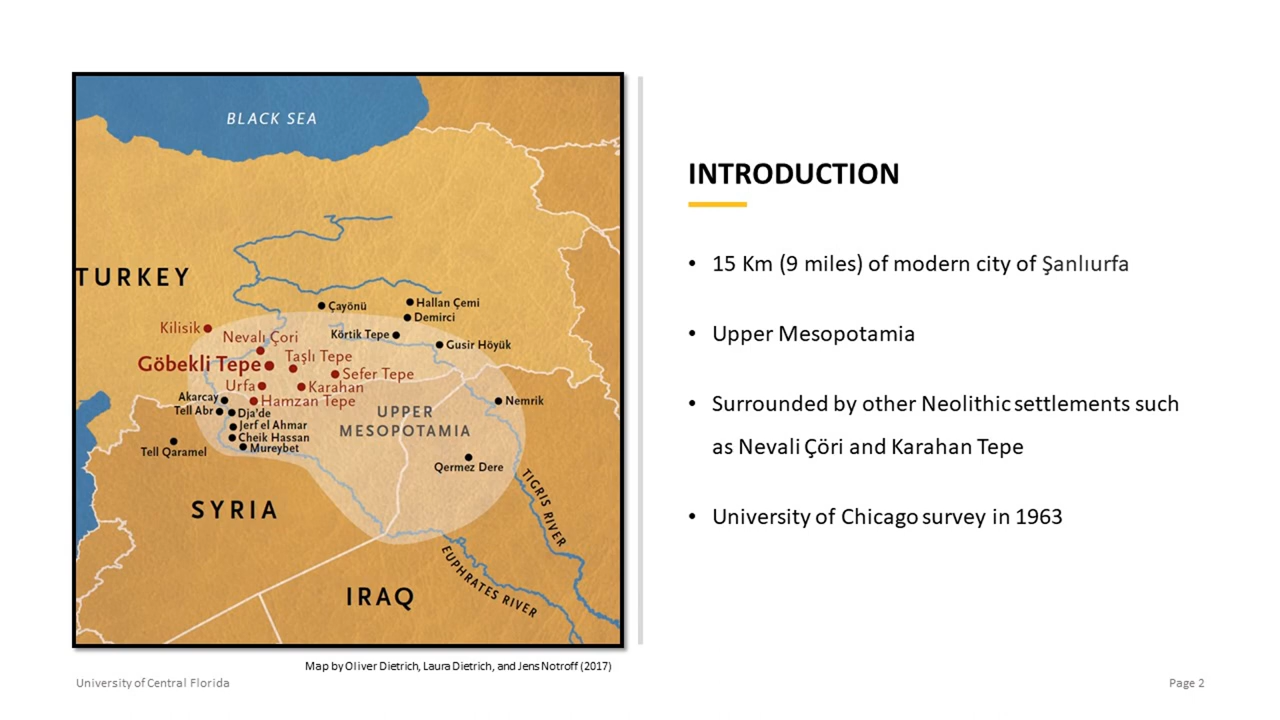 BLACK SEA
TURKEY
Çayönü
Hallan Çemi
Demirci
Kilisik
Nevalı Çori
Körtik Tepe
Gusir Höyük
Göbekli Tepe
Taşlı Tepe
Sefer Tepe
Urfa
Karahan
Akarcay
Hamzan Tepe
Nemrik
Tell Abr
Dja'de
UPPER
MESOPOTAMIA
Jerf el Ahmar
Cheik Hassan
Mureybet
Tell Qaramel
Qermez Dere
TIGRIS RIVER
SYRIA
EUPHRATES RIVER
IRAQ
Map by Oliver Dietrich, Laura Dietrich, and Jens Notroff (2017)
INTRODUCTION
• 15 Km (9 miles) of modern city of Şanlıurfa
• Upper Mesopotamia
• Surrounded by other Neolithic settlements such
as Nevali Çöri and Karahan Tepe
• University of Chicago survey in 1963
University of Central Florida
Page 2